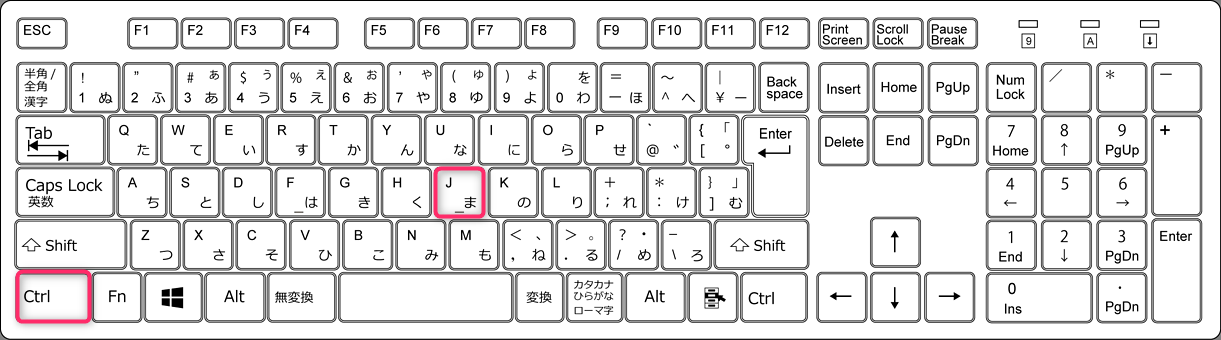 ESC F1 F2 F3 F4 F5 F6 F7 F8 F9 F10 F11 F12 Print Screen Scroll Lock Pause Break 9 A ↓
半角/全角 漢字 ! 1 ぬ " 2 ふ # ぁ 3 あ $ ぅ 4 う % ぇ 5 え & ぉ 6 お ' ゃ 7 や ( ゅ 8 ゆ ) ょ 9 よ を 0 わ = ー ほ ～ ^ へ | ¥ ー Back space Insert Home PgUp Num Lock ／ * －
Tab Q た W て E い R す T か Y ん U な I に O ら P せ ` @ ゛ { 「 [ ゜ Enter Delete End PgDn 7 Home 8 ↑ 9 PgUp +
Caps Lock 英数 A ち S と D し F _は G き H く J _ま K の L り + ; れ * : け } 」 ] む 4 ← 5 6 →
Shift Z つ X さ C そ V ひ B こ N み M も < 、 , ね > 。 . る ? ・ / め _ \ ろ Shift ↑ 1 End 2 ↓ 3 PgDn Enter
Ctrl Fn Alt 無変換 変換 カタカナ ひらがな ローマ字 Alt Ctrl ← ↓ → 0 Ins . PgDn